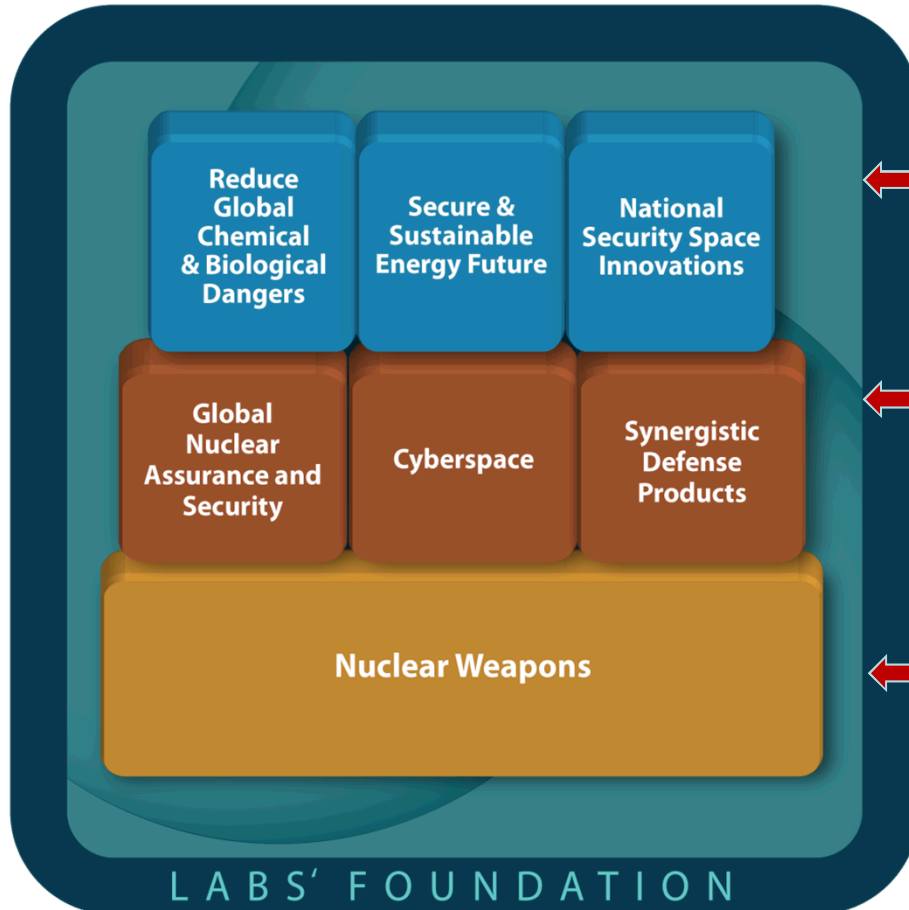 Reduce
Global
Chemical
& Biological
Dangers
Secure &
Sustainable
Energy Future
National
Security Space
Innovations
Global
Nuclear
Assurance and
Security
Cyberspace
Synergistic
Defense
Products
Nuclear Weapons
LABS‘ FOUNDATION